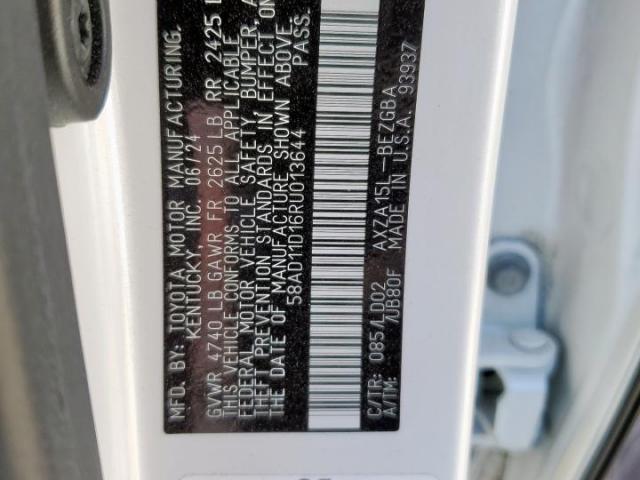 MFD. BY: TOYOTA MOTOR MANUFACTURING,
KENTUCKY, INC. 06/24
GVWR 4740 LB GAWR FR 2625 LB RR 2425
THIS VEHICLE CONFORMS TO ALL APPLICABLE
FEDERAL MOTOR VEHICLE SAFETY, BUMPER, A
THEFT PREVENTION STANDARDS IN EFFECT ON
THE DATE OF MANUFACTURE SHOWN ABOVE.
58AD11D16RU013644 PASS.
C/TR: 085/LD02 AXZA15L-BEZGBA
A/TM: /UB80F MADE IN U.S.A. 93937